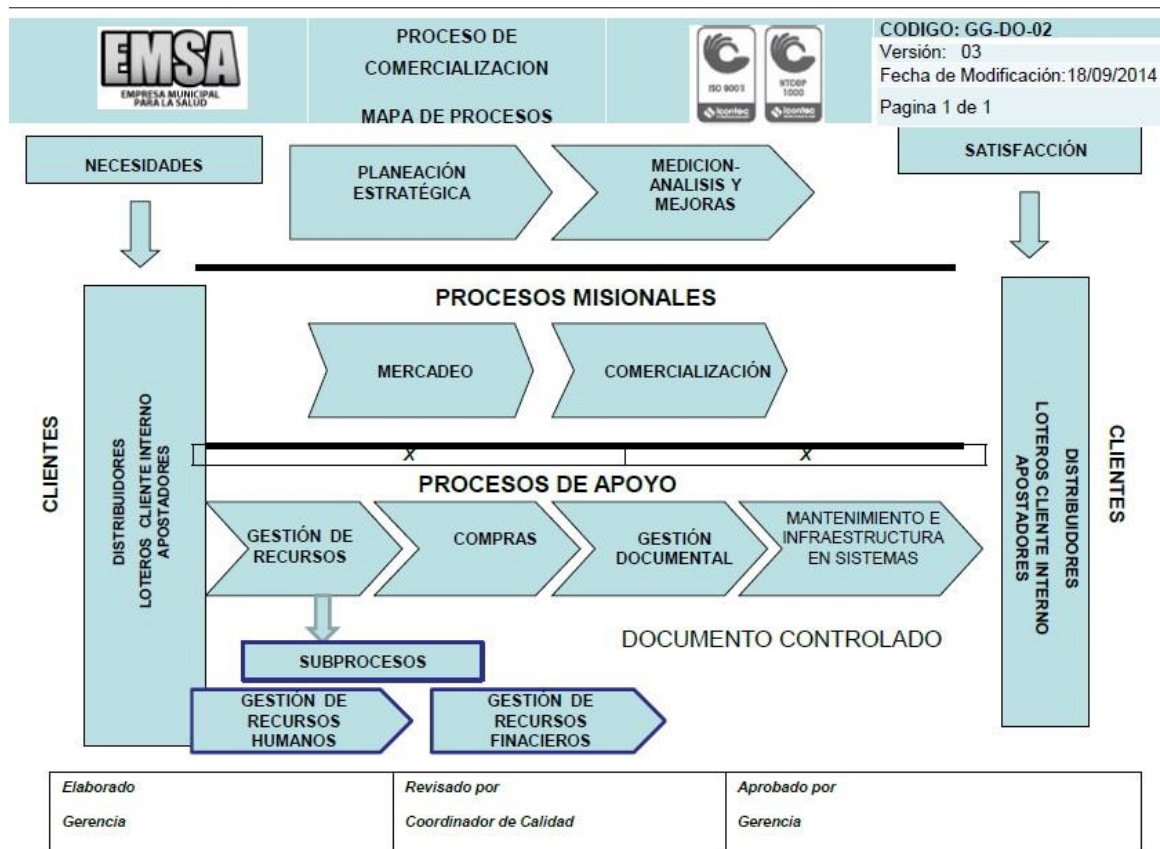 EMSA
EMPRESA MUNICIPAL
PARA LA SALUD
PROCESO DE
COMERCIALIZACION
MAPA DE PROCESOS
ISO 9001
icontec
NTCGP
1000
icontec
CODIGO: GG-DO-02
Versión: 03
Fecha de Modificación:18/09/2014
Pagina 1 de 1
NECESIDADES
PLANEACIÓN
ESTRATÉGICA
MEDICION-
ANALISIS Y
MEJORAS
SATISFACCIÓN
PROCESOS MISIONALES
MERCADEO
COMERCIALIZACIÓN
CLIENTES
DISTRIBUIDORES
LOTEROS CLIENTE INTERNO
APOSTADORES
X
X
PROCESOS DE APOYO
GESTIÓN DE
RECURSOS
COMPRAS
GESTIÓN
DOCUMENTAL
MANTENIMIENTO E
INFRAESTRUCTURA
EN SISTEMAS
DISTRIBUIDORES
LOTEROS CLIENTE INTERNO
APOSTADORES
CLIENTES
DOCUMENTO CONTROLADO
SUBPROCESOS
GESTIÓN DE
RECURSOS
HUMANOS
GESTIÓN DE
RECURSOS
FINACIEROS
Elaborado
Gerencia
Revisado por
Coordinador de Calidad
Aprobado por
Gerencia